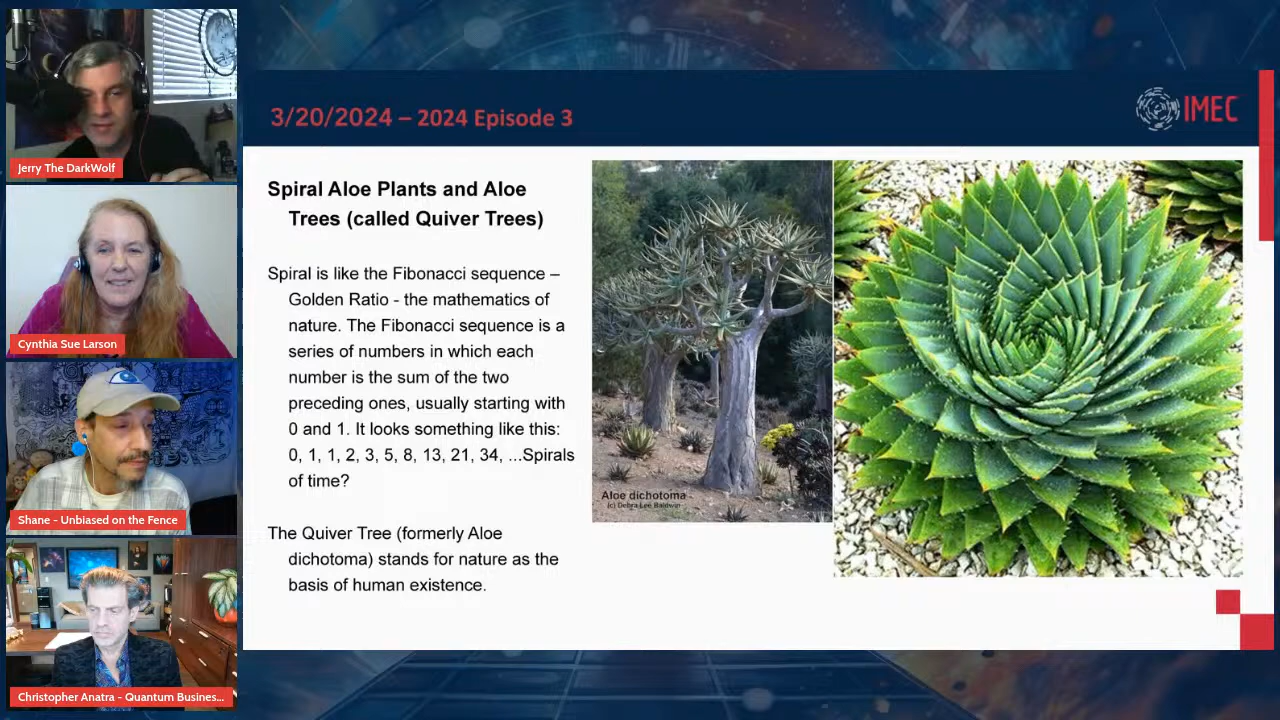 Jerry The DarkWolf
Cynthia Sue Larson
Shane - Unbiased on the Fence
Christopher Anatra - Quantum Busines...
3/20/2024 – 2024 Episode 3
IMEC
Spiral Aloe Plants and Aloe
Trees (called Quiver Trees)
Spiral is like the Fibonacci sequence –
Golden Ratio - the mathematics of
nature. The Fibonacci sequence is a
series of numbers in which each
number is the sum of the two
preceding ones, usually starting with
0 and 1. It looks something like this:
0, 1, 1, 2, 3, 5, 8, 13, 21, 34, ...Spirals
of time?
The Quiver Tree (formerly Aloe
dichotoma) stands for nature as the
basis of human existence.
Aloe dichotoma
(c) Debra Lee Baldwin